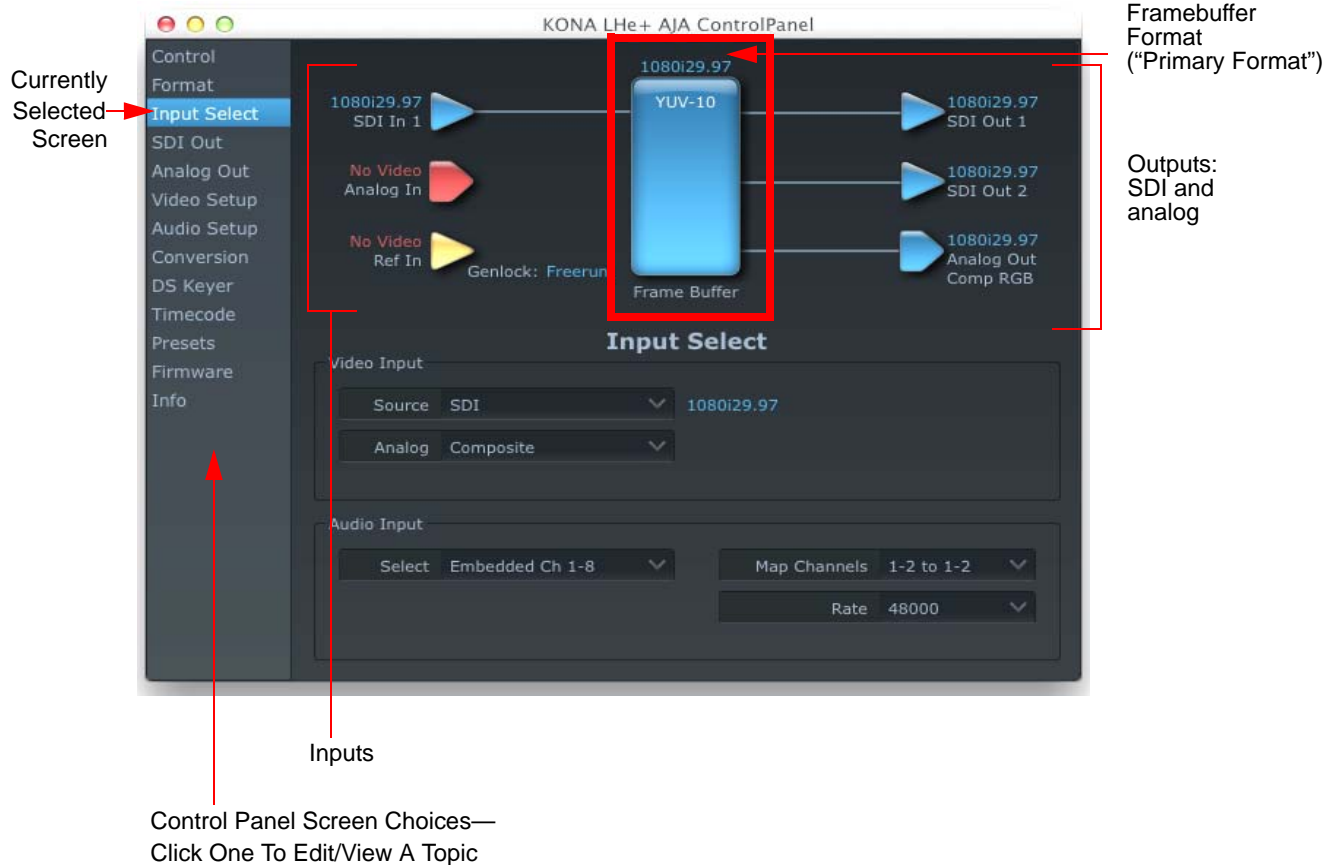 KONA LHe+ AJA ControlPanel
Framebuffer
Format
(“Primary Format”)
Currently
Selected
Screen
Control
Format
Input Select
SDI Out
Analog Out
Video Setup
Audio Setup
Conversion
DS Keyer
Timecode
Presets
Firmware
Info
1080i29.97
SDI In 1
No Video
Analog In
No Video
Ref In
Genlock: Freerun
1080i29.97
YUV-10
Frame Buffer
1080i29.97
SDI Out 1
1080i29.97
SDI Out 2
1080i29.97
Analog Out
Comp RGB
Outputs:
SDI and
analog
Input Select
Video Input
Source SDI 1080i29.97
Analog Composite
Audio Input
Select Embedded Ch 1-8 Map Channels 1-2 to 1-2
Rate 48000
Inputs
Control Panel Screen Choices—
Click One To Edit/View A Topic